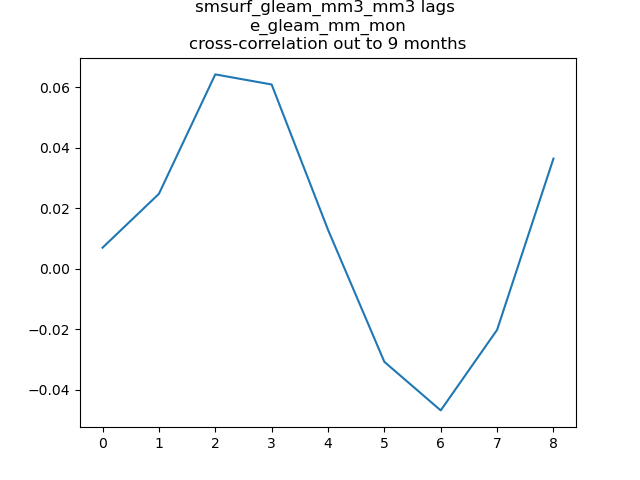 smsurf_gleam_mm3_mm3 lags
e_gleam_mm_mon
cross-correlation out to 9 months
0.06
0.04
0.02
0.00
−0.02
−0.04
0 1 2 3 4 5 6 7 8